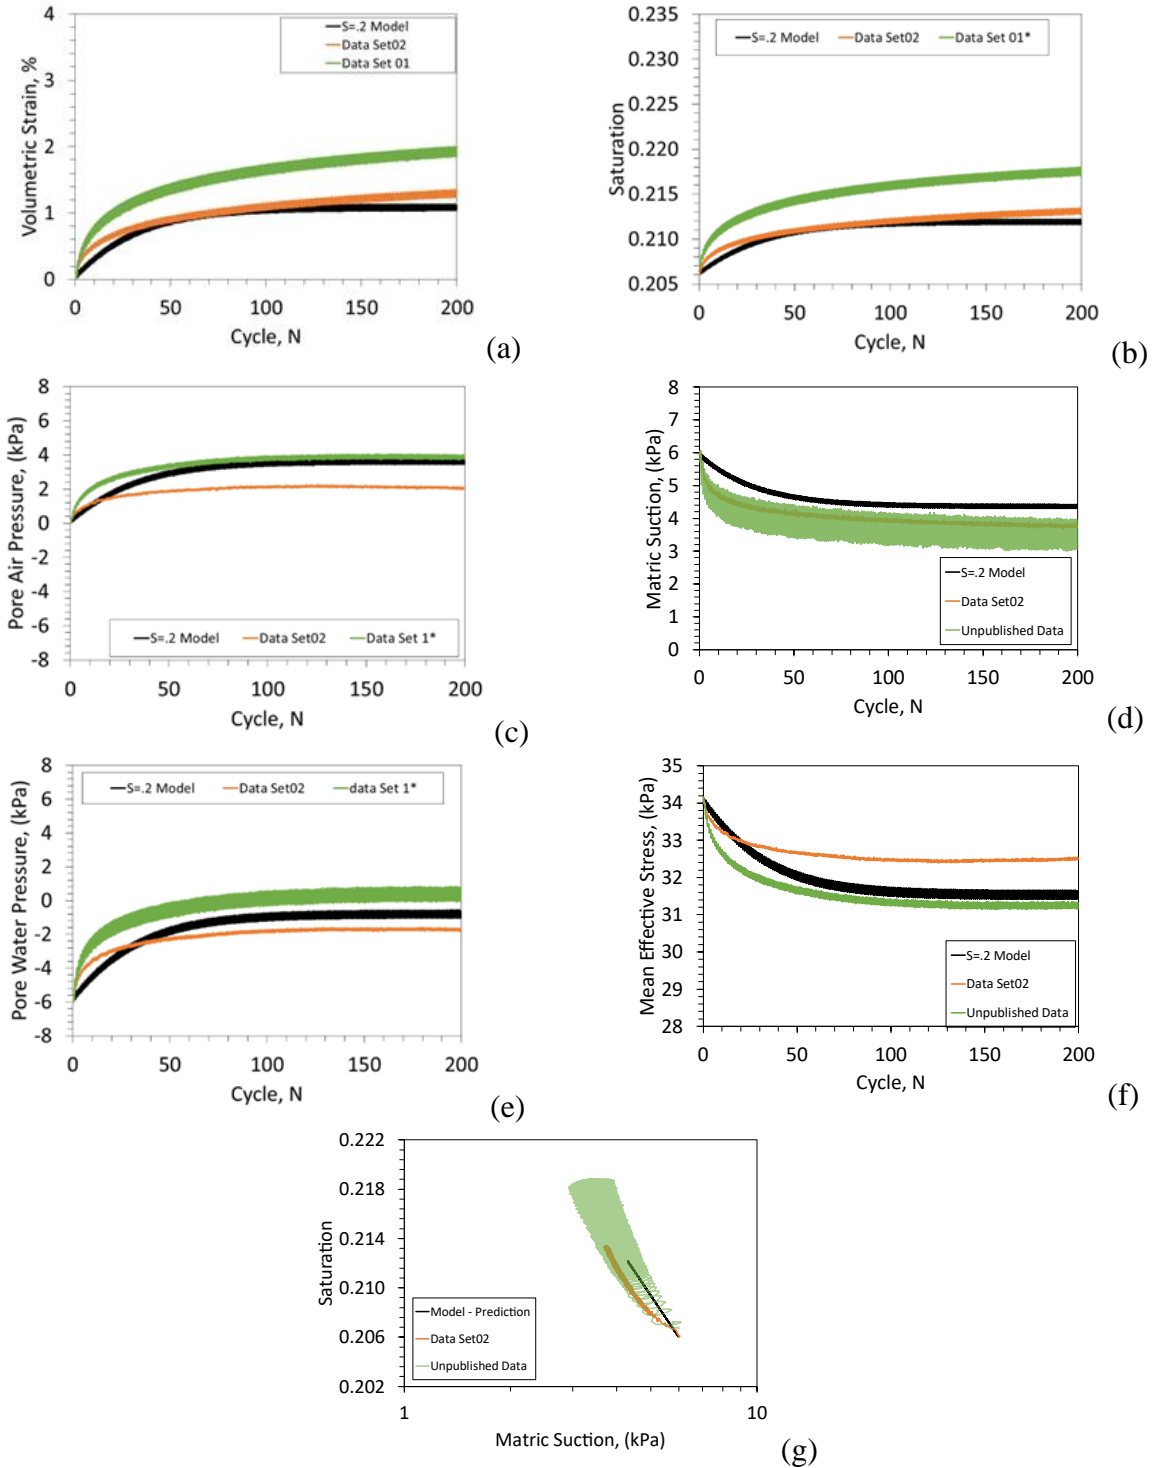 S=.2 Model
Data Set02
Data Set 01
4
3
2
1
0
0 50 100 150 200
Volumetric Strain, %
Cycle, N
(a)
S=.2 Model Data Set02 Data Set 01*
0.235
0.230
0.225
0.220
0.215
0.210
0.205
0 50 100 150 200
Saturation
Cycle, N
(b)
8
6
4
2
0
-2
-4
-6
-8
0 50 100 150 200
Pore Air Pressure, (kPa)
S=.2 Model Data Set02 Data Set 1*
Cycle, N
(c)
8
7
6
5
4
3
2
1
0
0 50 100 150 200
Matric Suction, (kPa)
S=.2 Model
Data Set02
Unpublished Data
Cycle, N
(d)
S=.2 Model Data Set02 data Set 1*
8
6
4
2
0
-2
-4
-6
-8
0 50 100 150 200
Pore Water Pressure, (kPa)
Cycle, N
(e)
35
34
33
32
31
30
29
28
0 50 100 150 200
Mean Effective Stress, (kPa)
S=.2 Model
Data Set02
Unpublished Data
Cycle, N
(f)
0.222
0.218
0.214
0.210
0.206
0.202
1 10
Saturation
Model - Prediction
Data Set02
Unpublished Data
Matric Suction, (kPa)
(g)